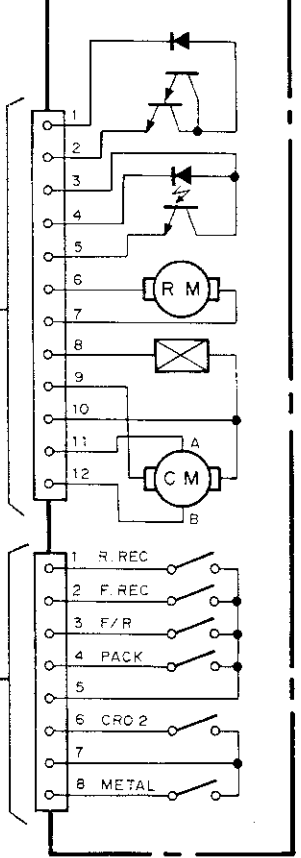 1
2
3
4
5
6 R M
7
8
9
10
11 A
12 C M
B
1 R.REC
2 F.REC
3 F/R
4 PACK
5
6 CRO 2
7
8 METAL